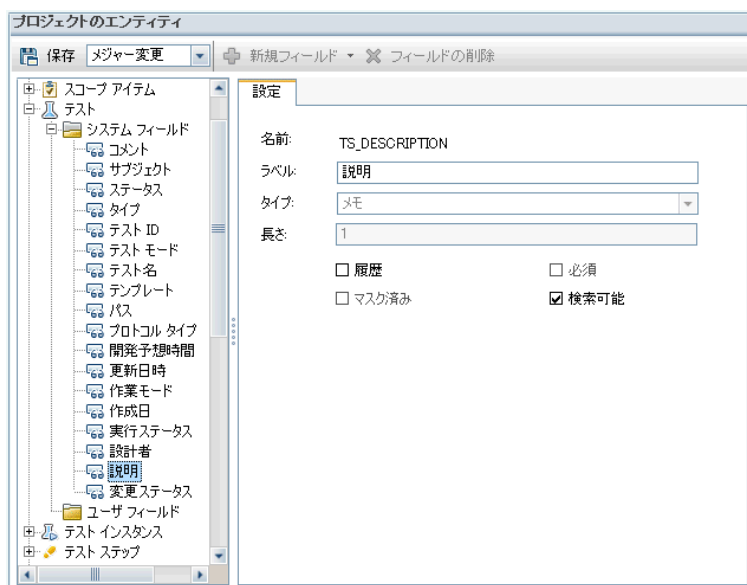 プロジェクトのエンティティ
保存 メジャー変更 新規フィールド フィールドの削除
スコープ アイテム
テスト
システム フィールド
コメント
サブジェクト
ステータス
タイプ
テスト ID
テスト モード
テスト名
テンプレート
パス
プロトコル タイプ
開発予想時間
更新日時
作業モード
作成日
実行ステータス
設計者
説明
変更ステータス
ユーザ フィールド
テスト インスタンス
テスト ステップ
設定
名前: TS_DESCRIPTION
ラベル: 説明
タイプ: メモ
長さ: 1
履歴 必須
マスク済み 検索可能